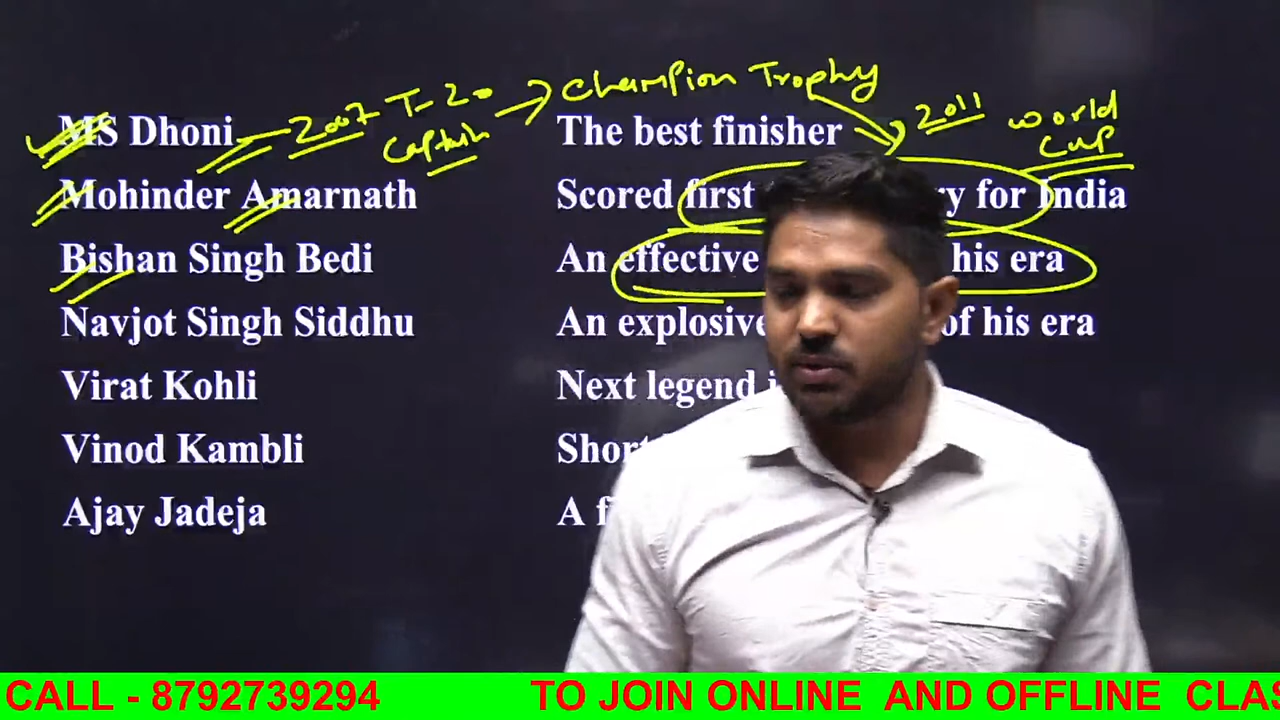 Champion Trophy
2007 T-20 Captain
2011 World Cup
MS Dhoni The best finisher
Mohinder Amarnath Scored first for India
Bishan Singh Bedi An effective his era
Navjot Singh Siddhu An explosive of his era
Virat Kohli Next legend
Vinod Kambli
Ajay Jadeja A
CALL - 8792739294 TO JOIN ONLINE AND OFFLINE